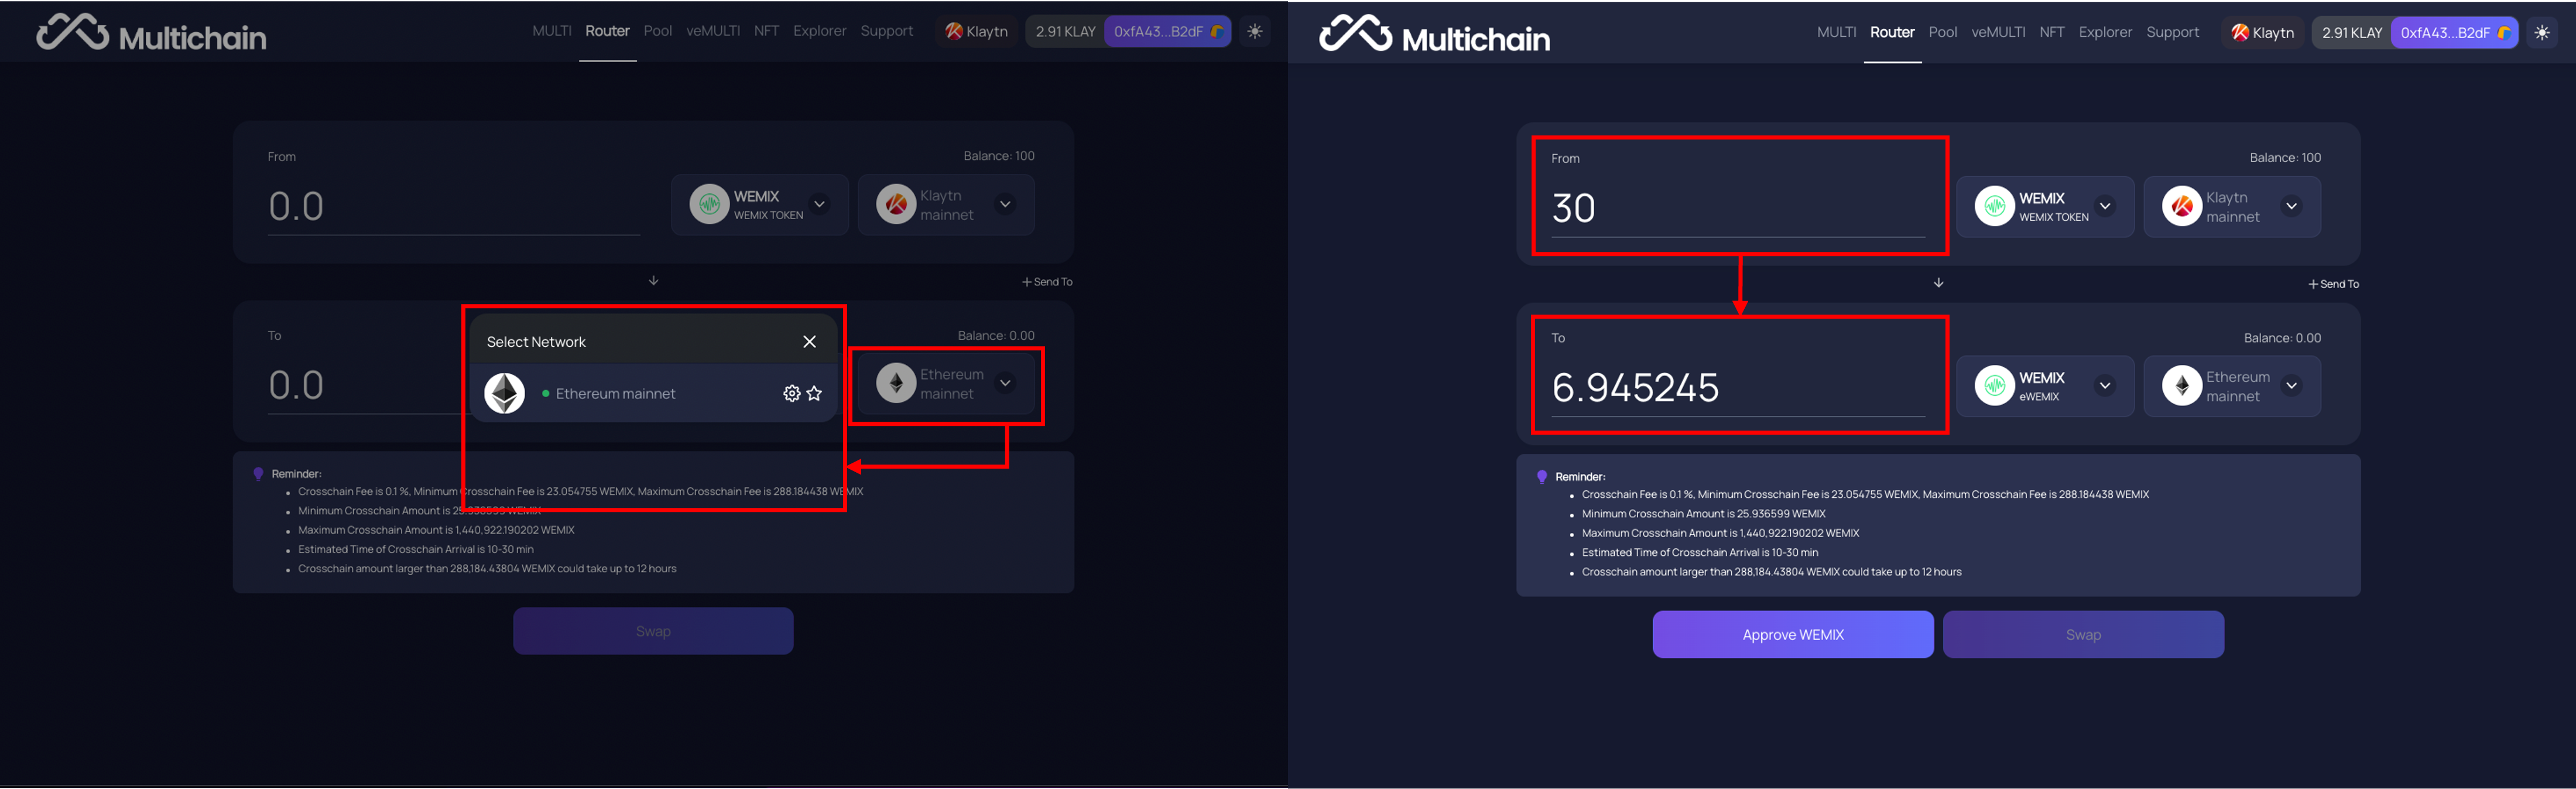 Multichain
MULTI Router Pool veMULTI NFT Explorer Support Klaytn 2.91 KLAY 0xfA43...B2dF
From
Balance: 100
0.0
WEMIX
WEMIX TOKEN
Klaytn
mainnet
Send To
To
Balance: 0.00
0.0
Select Network
Ethereum mainnet
Ethereum
mainnet
Reminder:
Crosschain Fee is 0.1 %, Minimum Crosschain Fee is 23.054755 WEMIX, Maximum Crosschain Fee is 288.184438 WEMIX
Minimum Crosschain Amount is 25.936599 WEMIX
Maximum Crosschain Amount is 1,440,922.190202 WEMIX
Estimated Time of Crosschain Arrival is 10-30 min
Crosschain amount larger than 288,184.43804 WEMIX could take up to 12 hours
Swap
Multichain
MULTI Router Pool veMULTI NFT Explorer Support Klaytn 2.91 KLAY 0xfA43...B2dF
From
Balance: 100
30
WEMIX
WEMIX TOKEN
Klaytn
mainnet
Send To
To
Balance: 0.00
6.945245
WEMIX
eWEMIX
Ethereum
mainnet
Reminder:
Crosschain Fee is 0.1 %, Minimum Crosschain Fee is 23.054755 WEMIX, Maximum Crosschain Fee is 288.184438 WEMIX
Minimum Crosschain Amount is 25.936599 WEMIX
Maximum Crosschain Amount is 1,440,922.190202 WEMIX
Estimated Time of Crosschain Arrival is 10-30 min
Crosschain amount larger than 288,184.43804 WEMIX could take up to 12 hours
Approve WEMIX
Swap